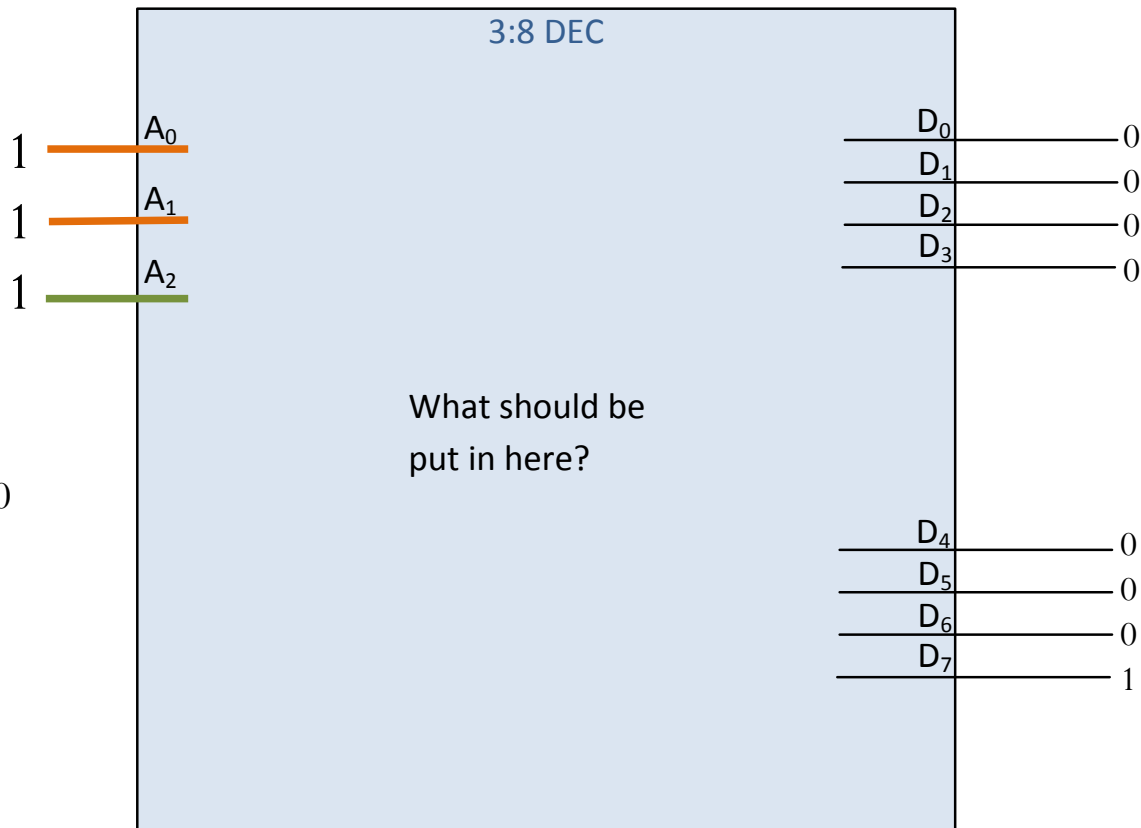 3:8 DEC
1 A₀
1 A₁
1 A₂
D₀ 0
D₁ 0
D₂ 0
D₃ 0
What should be
put in here?
0
D₄ 0
D₅ 0
D₆ 0
D₇ 1